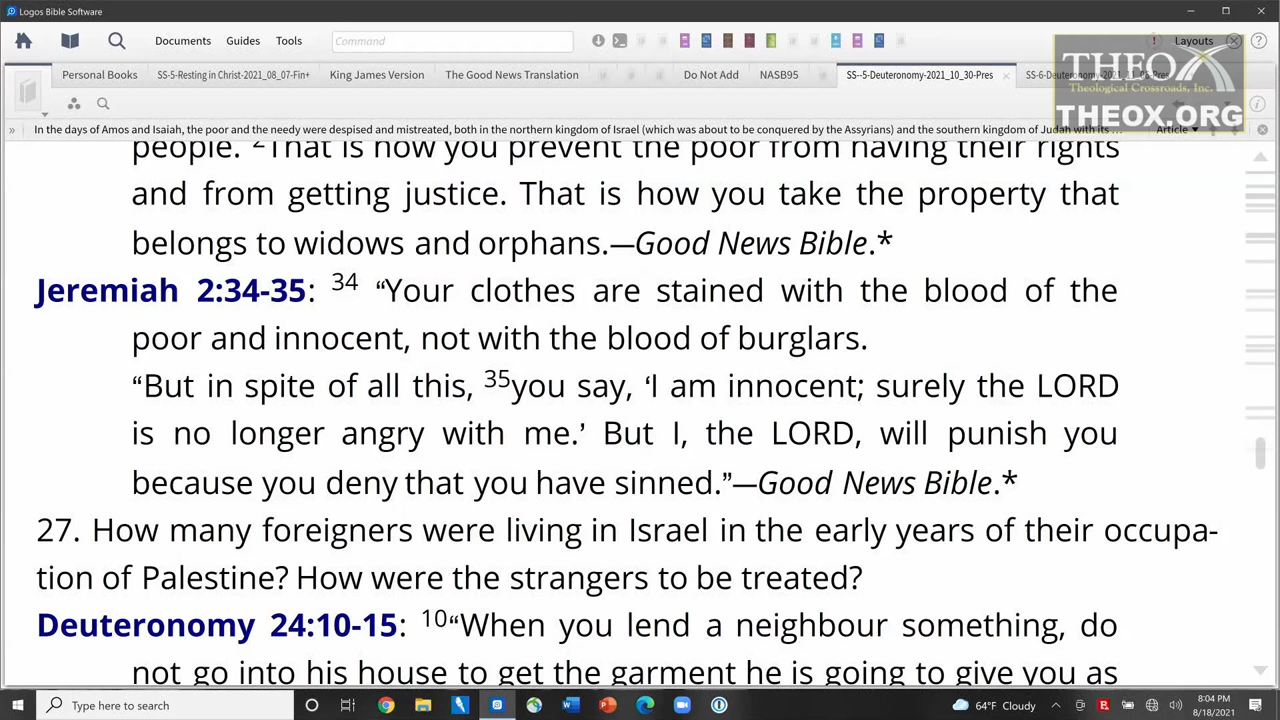 Logos Bible Software
Documents Guides Tools Command Layouts
Personal Books SS-5-Resting in Christ-2021_08_07-Fin+ King James Version The Good News Translation Do Not Add NASB95 SS--5-Deuteronomy-2021_10_30-Pres
THEOX
Theological Crossroads, Inc.
THEOX.ORG
» In the days of Amos and Isaiah, the poor and the needy were despised and mistreated, both in the northern kingdom of Israel (which was about to be conquered by the Assyrians) and the southern kingdom of Judah with its ... Article
people. 2That is how you prevent the poor from having their rights
and from getting justice. That is how you take the property that
belongs to widows and orphans.—Good News Bible.*
Jeremiah 2:34-35: 34 “Your clothes are stained with the blood of the
poor and innocent, not with the blood of burglars.
“But in spite of all this, 35you say, ‘I am innocent; surely the LORD
is no longer angry with me.’ But I, the LORD, will punish you
because you deny that you have sinned.”—Good News Bible.*
27. How many foreigners were living in Israel in the early years of their occupa-
tion of Palestine? How were the strangers to be treated?
Deuteronomy 24:10-15: 10“When you lend a neighbour something, do
not go into his house to get the garment he is going to give you as
Type here to search
64°F Cloudy
8:04 PM
8/18/2021